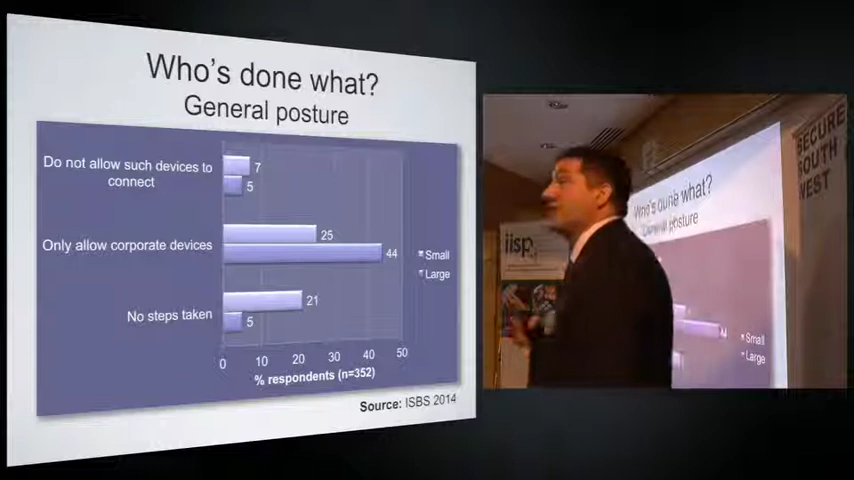 Who's done what?
General posture
Do not allow such devices to
connect
7
5
Only allow corporate devices
25
44
No steps taken
21
5
Small
Large
0 10 20 30 40 50
% respondents (n=352)
Source: ISBS 2014
iisp
Who's done what?
General posture
44
Small
Large
SECURE
SOUTH
WEST